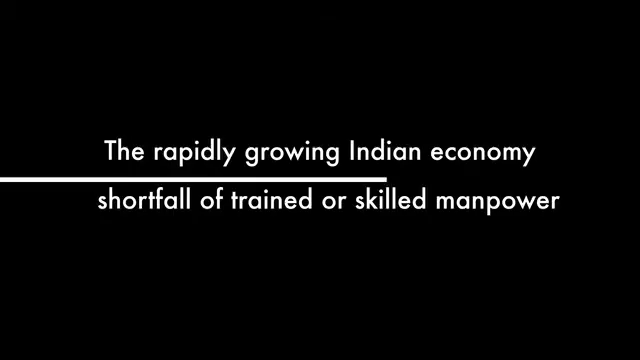 The rapidly growing Indian economy
shortfall of trained or skilled manpower